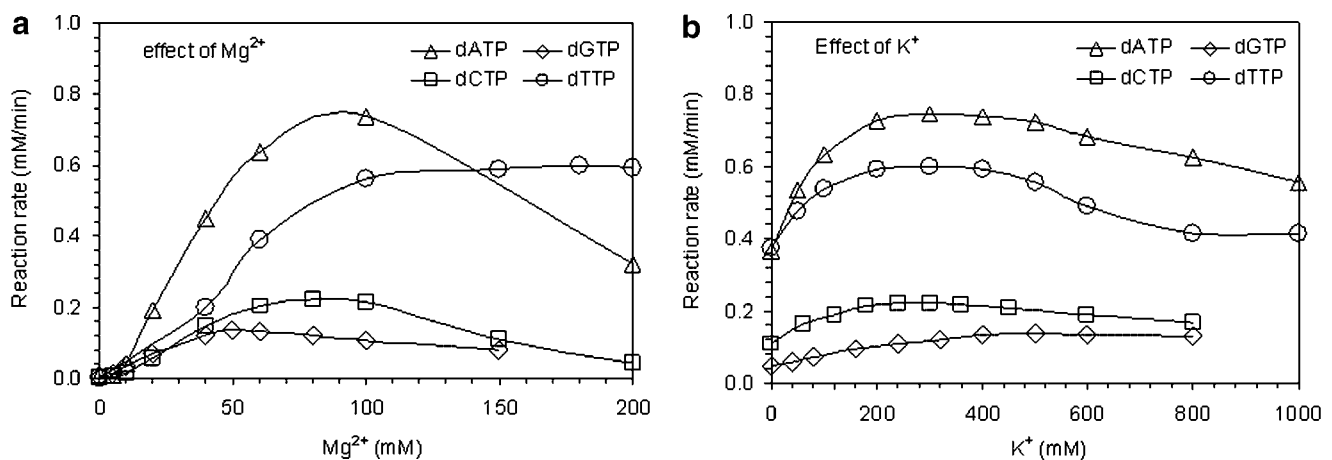 a
effect of Mg²⁺
dATP
dGTP
dCTP
dTTP
Reaction rate (mM/min)
1.0
0.8
0.6
0.4
0.2
0.0
0
50
100
150
200
Mg²⁺ (mM)
b
Effect of K⁺
dATP
dGTP
dCTP
dTTP
Reaction rate (mM/min)
1.0
0.8
0.6
0.4
0.2
0.0
0
200
400
600
800
1000
K⁺ (mM)